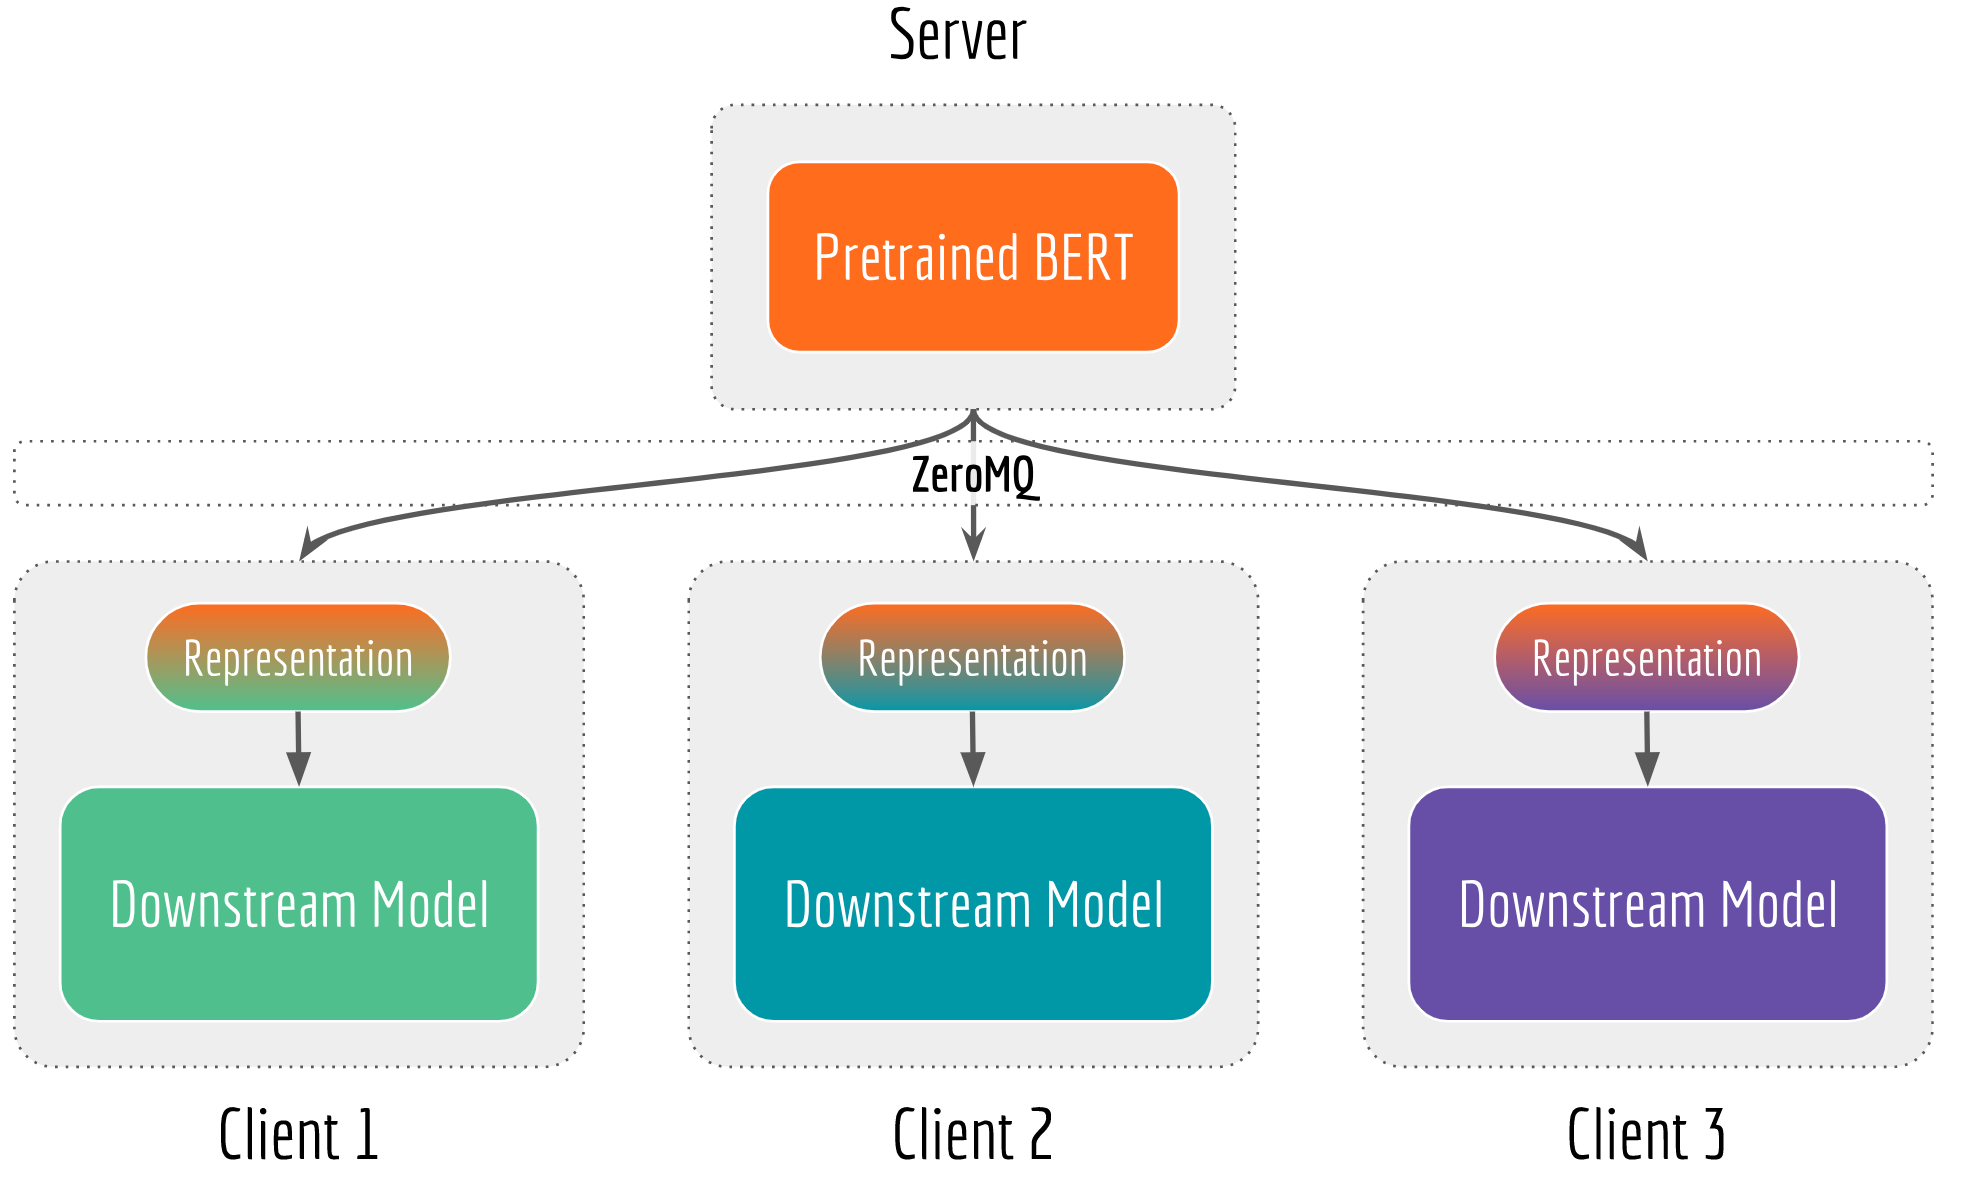 Server
Pretrained BERT
ZeroMQ
Representation
Representation
Representation
Downstream Model
Downstream Model
Downstream Model
Client 1
Client 2
Client 3